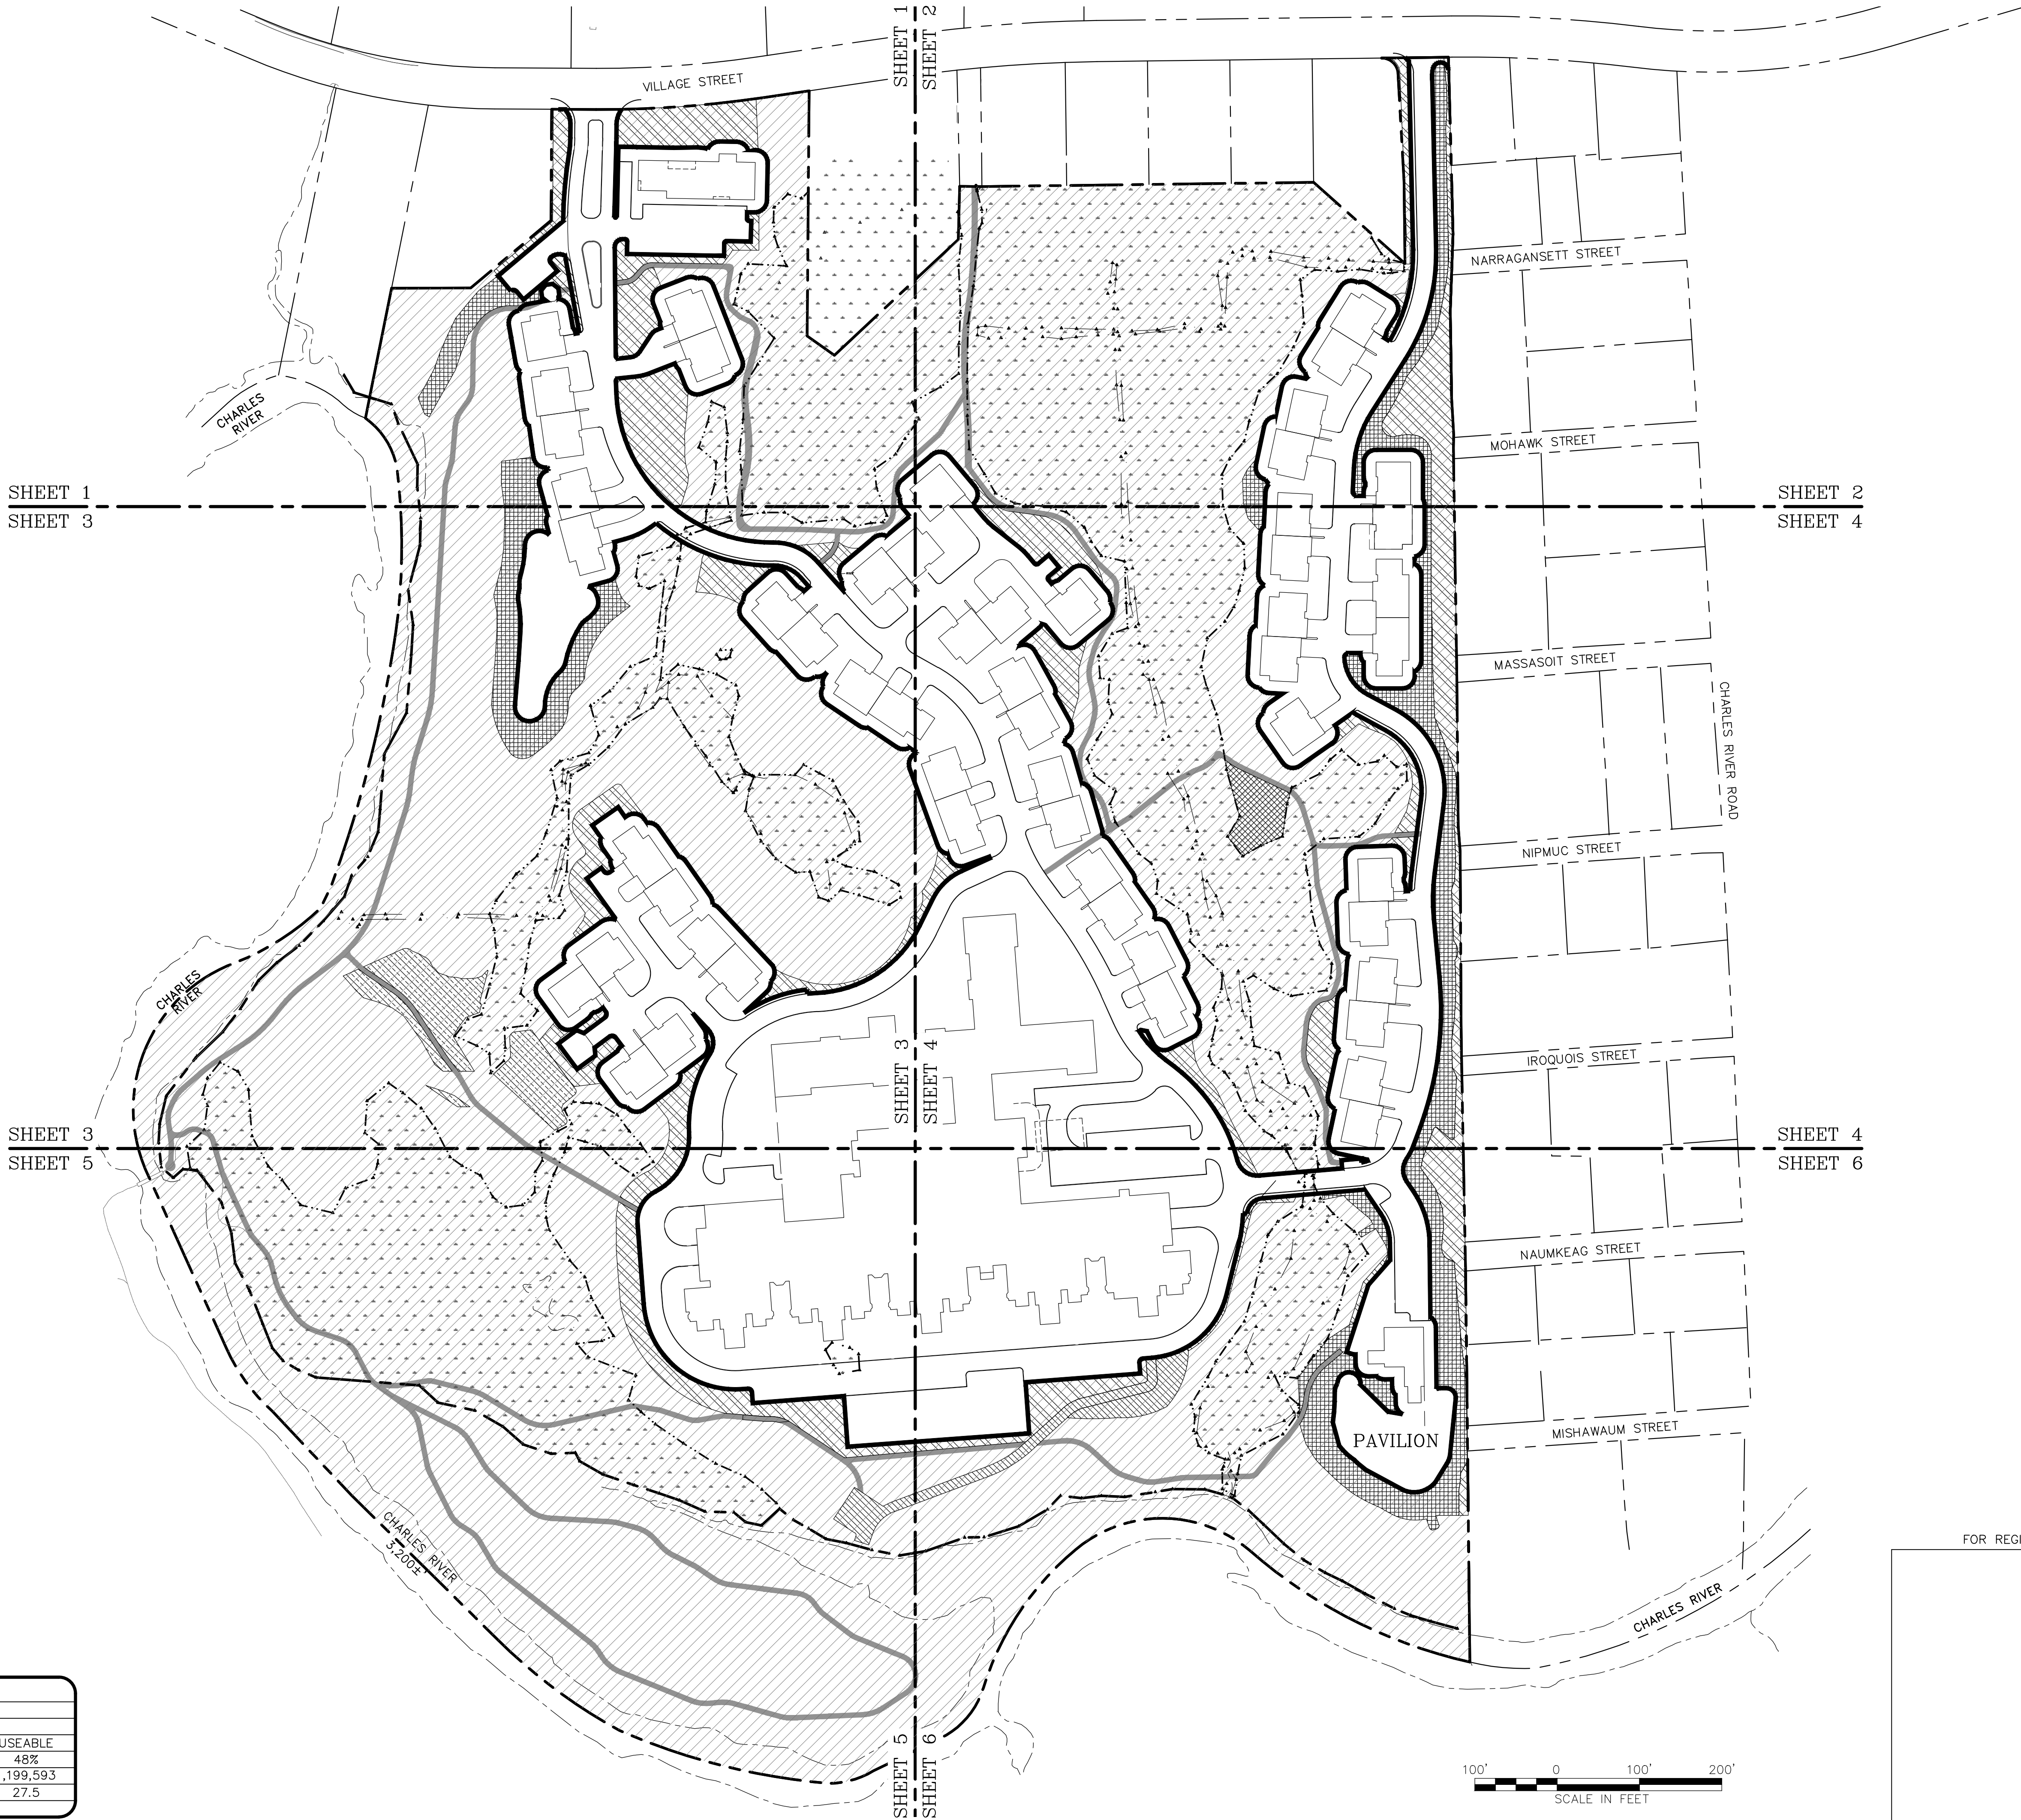 SHEET 1
SHEET 2
VILLAGE STREET
NARRAGANSETT STREET
CHARLES
RIVER
MOHAWK STREET
SHEET 1
SHEET 3
SHEET 2
SHEET 4
MASSASOIT STREET
CHARLES RIVER ROAD
NIPMUC STREET
CHARLES
RIVER
SHEET 3
SHEET 4
IROQUOIS STREET
SHEET 3
SHEET 5
SHEET 4
SHEET 6
NAUMKEAG STREET
MISHAWAUM STREET
PAVILION
CHARLES RIVER
3,200±
CHARLES RIVER
FOR REGI
SHEET 5
SHEET 6
USEABLE
48%
,199,593
27.5
100' 0 100' 200'
SCALE IN FEET